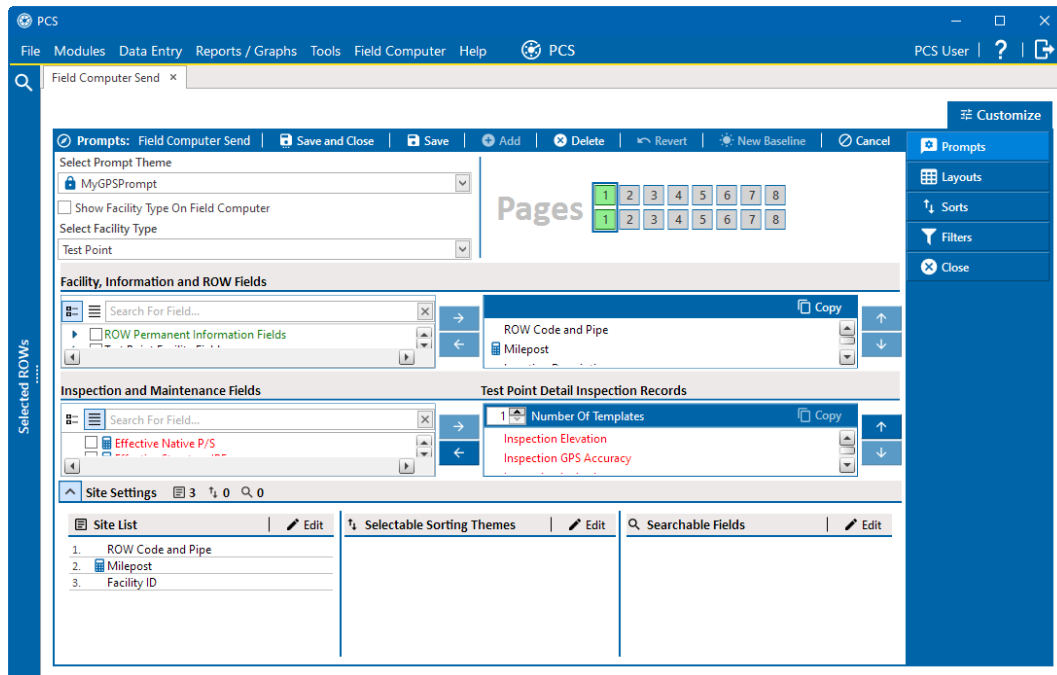 PCS
File Modules Data Entry Reports / Graphs Tools Field Computer Help PCS PCS User ?
Field Computer Send ×
Selected ROWs
Customize
Prompts: Field Computer Send Save and Close Save Add Delete Revert New Baseline Cancel
Prompts
Layouts
Sorts
Filters
Close
Select Prompt Theme
MyGPSPrompt
Show Facility Type On Field Computer
Select Facility Type
Test Point
Pages
1 2 3 4 5 6 7 8
1 2 3 4 5 6 7 8
Facility, Information and ROW Fields
Search For Field...
ROW Permanent Information Fields
Copy
ROW Code and Pipe
Milepost
Inspection and Maintenance Fields
Search For Field...
Effective Native P/S
Test Point Detail Inspection Records
1 Number Of Templates Copy
Inspection Elevation
Inspection GPS Accuracy
Site Settings 3 0 0
Site List Edit
1. ROW Code and Pipe
2. Milepost
3. Facility ID
Selectable Sorting Themes Edit
Searchable Fields Edit